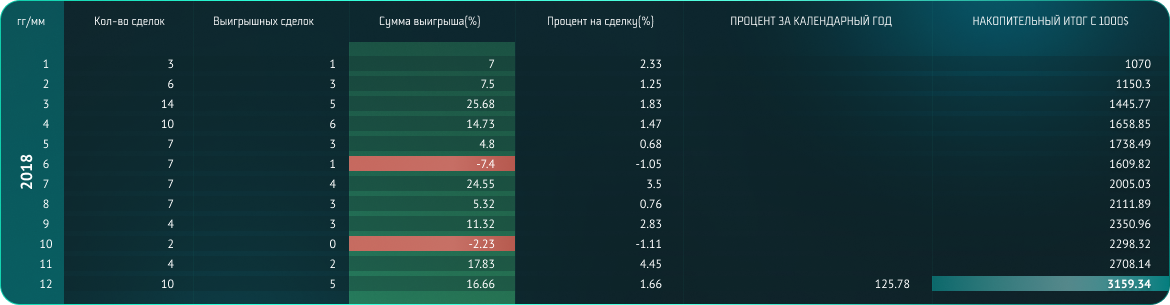 гг/мм Кол-во сделок Выигрышных сделок Сумма выигрыша(%) Процент на сделку(%) ПРОЦЕНТ ЗА КАЛЕНДАРНЫЙ ГОД НАКОПИТЕЛЬНЫЙ ИТОГ С 1000$
2018
1 3 1 7 2.33 1070
2 6 3 7.5 1.25 1150.3
3 14 5 25.68 1.83 1445.77
4 10 6 14.73 1.47 1658.85
5 7 3 4.8 0.68 1738.49
6 7 1 -7.4 -1.05 1609.82
7 7 4 24.55 3.5 2005.03
8 7 3 5.32 0.76 2111.89
9 4 3 11.32 2.83 2350.96
10 2 0 -2.23 -1.11 2298.32
11 4 2 17.83 4.45 2708.14
12 10 5 16.66 1.66 125.78 3159.34